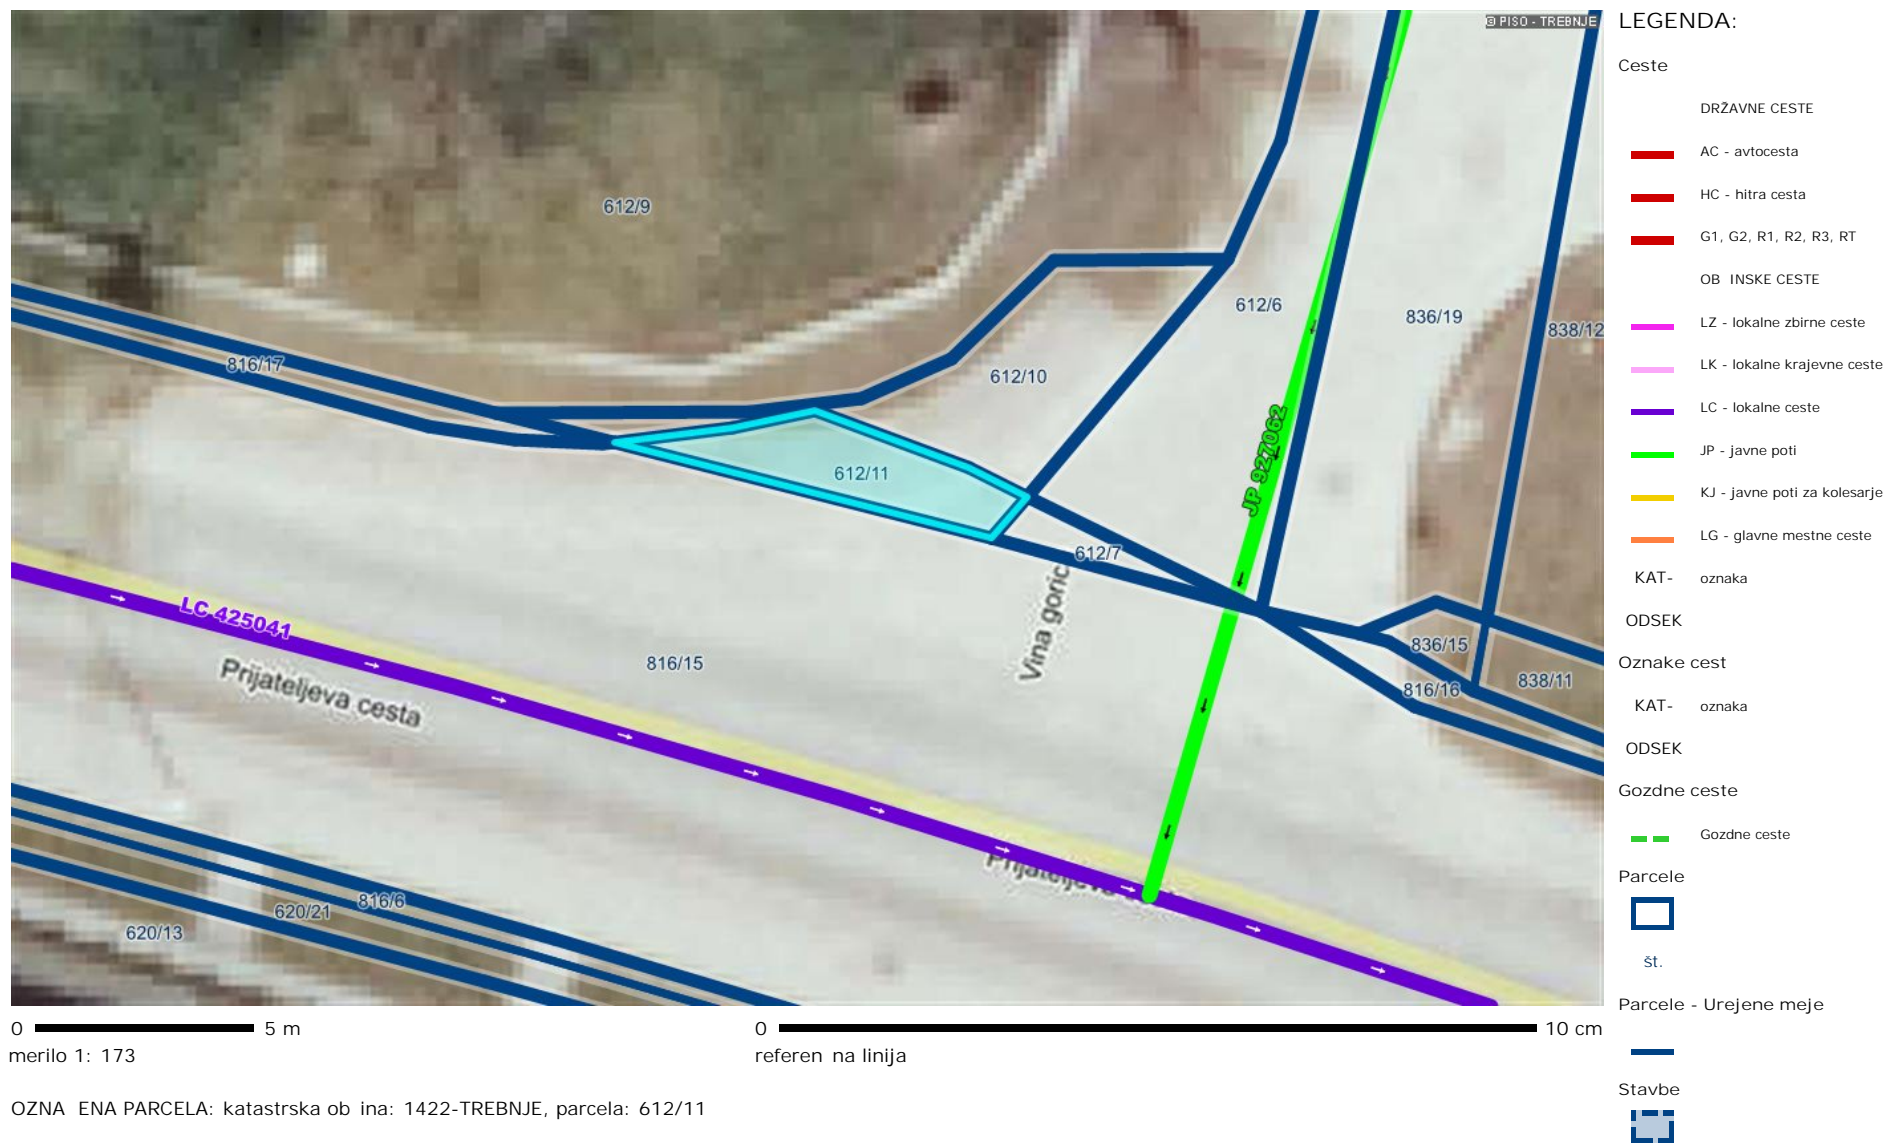 © PISO - TREBNJE
612/9
612/6
836/19
838/12
816/17
612/10
JP 927062
612/11
612/7
Vina goric
LC 425041
Prijateljeva cesta
816/15
836/15
816/16
838/11
Prijateljeva
620/21
816/6
620/13
0 5 m
merilo 1: 173
0 10 cm
referen na linija
OZNA ENA PARCELA: katastrska ob ina: 1422-TREBNJE, parcela: 612/11
LEGENDA:
Ceste
DRŽAVNE CESTE
AC - avtocesta
HC - hitra cesta
G1, G2, R1, R2, R3, RT
OB INSKE CESTE
LZ - lokalne zbirne ceste
LK - lokalne krajevne ceste
LC - lokalne ceste
JP - javne poti
KJ - javne poti za kolesarje
LG - glavne mestne ceste
KAT- oznaka
ODSEK
Oznake cest
KAT- oznaka
ODSEK
Gozdne ceste
Gozdne ceste
Parcele
št.
Parcele - Urejene meje
Stavbe